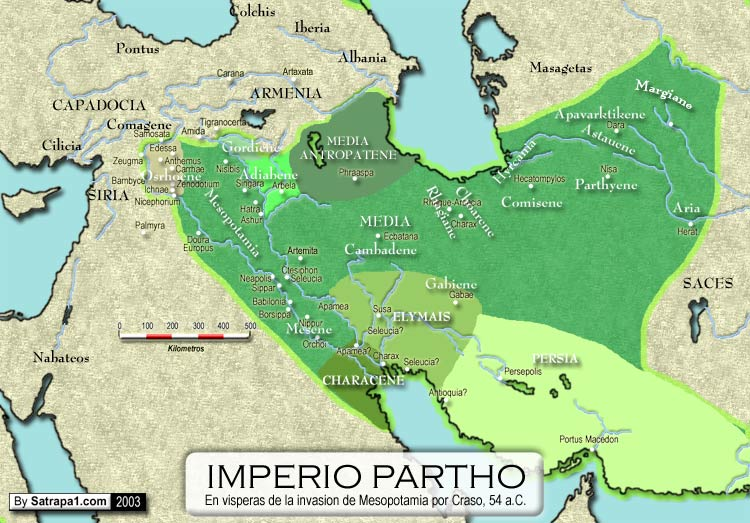 Colchis
Iberia
Pontus
Albania
Masagetas
Carana
Artaxata
ARMENIA
CAPADOCIA
Comagene
Samosata
Amida
Tigranocerta
Cilicia
Zeugma
Edessa
Anthemus
Carrhae
Osrhoene
Bambyce
Ichnae
Zenodotium
Nicephorium
SIRIA
Palmyra
Gordiene
Nisibis
Adiabene
Singara
Arbela
Hatra
Ashur
Mesopotamia
Doura
Europus
MEDIA
ANTROPATENE
Phraaspa
Margiane
Apavarktikene
Dara
Astauene
Hyrkania
Hecatompylos
Nisa
Parthyene
Comisene
Aria
Herat
Rhague-Arsacia
Rhagiane
Choarene
Charax
MEDIA
Ecbatana
Cambadene
Artemita
Ctesiphon
Seleucia
Neapolis
Sippar
Babilonia
Borsippa
Apamea
Nippur
Mesene
Orchoi
Gabiene
Gabae
Susa
ELYMAIS
Seleucia?
Apamea?
Charax
Seleucia?
CHARACENE
PERSIA
Persepolis
Antioquia?
Portus Macedon
SACES
Nabateos
0 100 200 300 400 500
Kilometros
IMPERIO PARTHO
En visperas de la invasion de Mesopotamia por Craso, 54 a.C.
By Satrapa1.com 2003